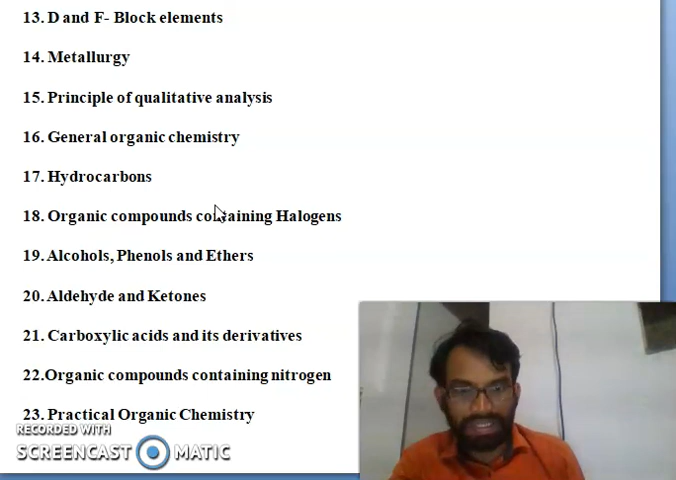 13. D and F- Block elements
14. Metallurgy
15. Principle of qualitative analysis
16. General organic chemistry
17. Hydrocarbons
18. Organic compounds containing Halogens
19. Alcohols, Phenols and Ethers
20. Aldehyde and Ketones
21. Carboxylic acids and its derivatives
22.Organic compounds containing nitrogen
23. Practical Organic Chemistry
RECORDED WITH
SCREENCAST MATIC